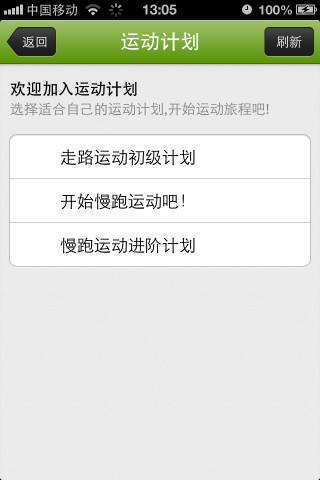 中国移动 13:05 100%
返回 运动计划 刷新
欢迎加入运动计划
选择适合自己的运动计划,开始运动旅程吧!
走路运动初级计划
开始慢跑运动吧！
慢跑运动进阶计划